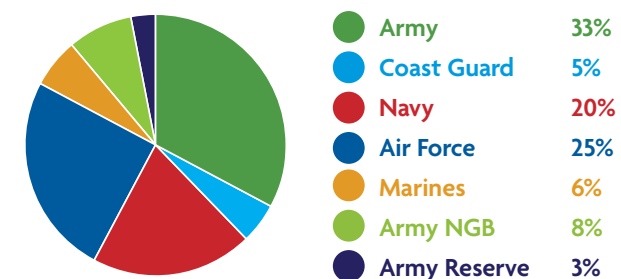 Army 33%
Coast Guard 5%
Navy 20%
Air Force 25%
Marines 6%
Army NGB 8%
Army Reserve 3%